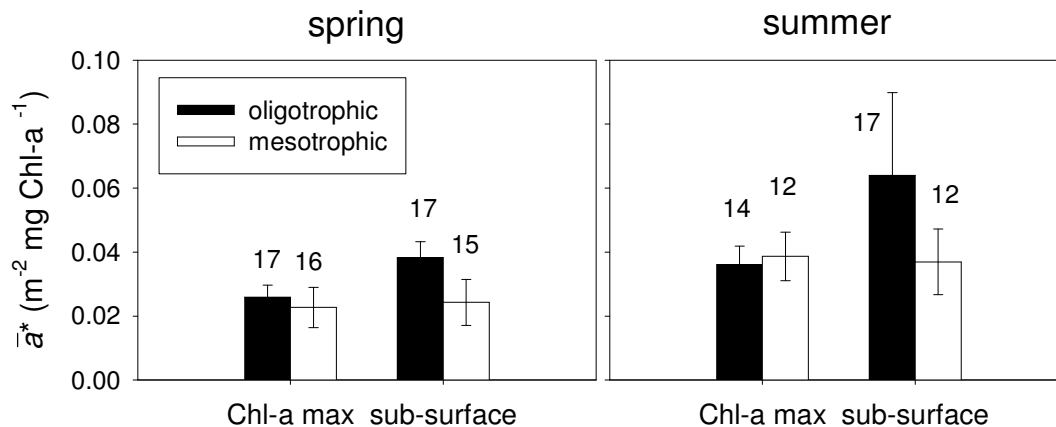 spring
summer
0.10
0.08
0.06
0.04
0.02
0.00
a̅* (m⁻² mg Chl-a ⁻¹)
oligotrophic
mesotrophic
17
16
17
15
14
12
17
12
Chl-a max sub-surface
Chl-a max sub-surface